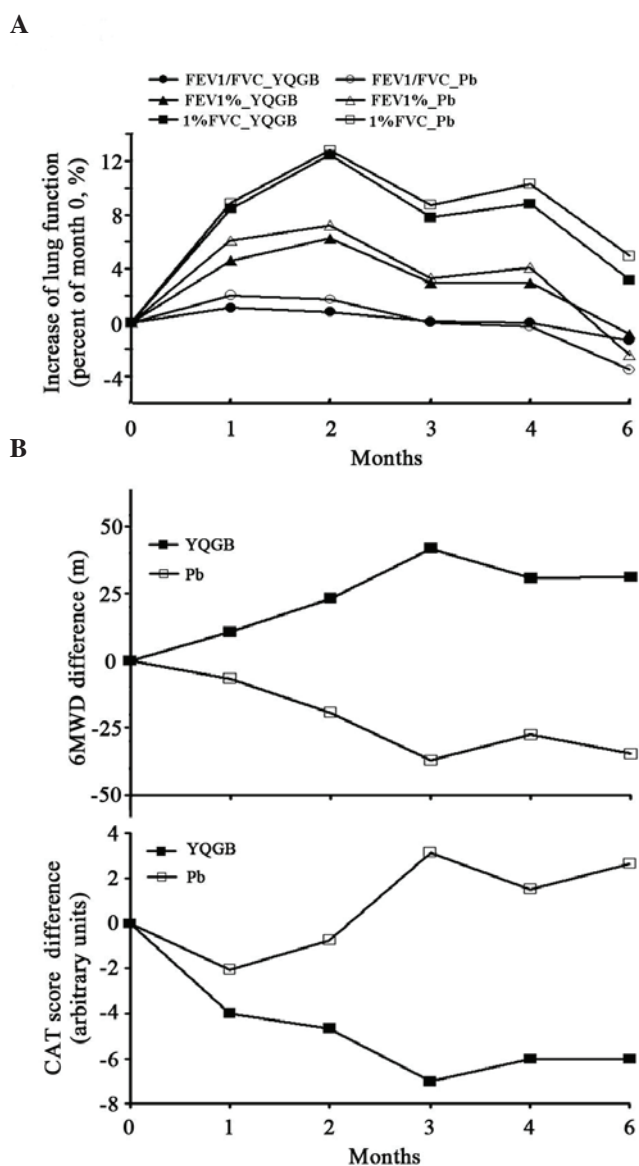 A
FEV1/FVC_YQGB FEV1/FVC_Pb
FEV1%_YQGB FEV1%_Pb
1%FVC_YQGB 1%FVC_Pb
Increase of lung function
(percent of month 0, %)
12
8
4
0
-4
0 1 2 3 4 6
Months
B
YQGB
Pb
6MWD difference (m)
50
25
0
-25
-50
YQGB
Pb
CAT score difference
(arbitrary units)
4
2
0
-2
-4
-6
-8
0 1 2 3 4 6
Months